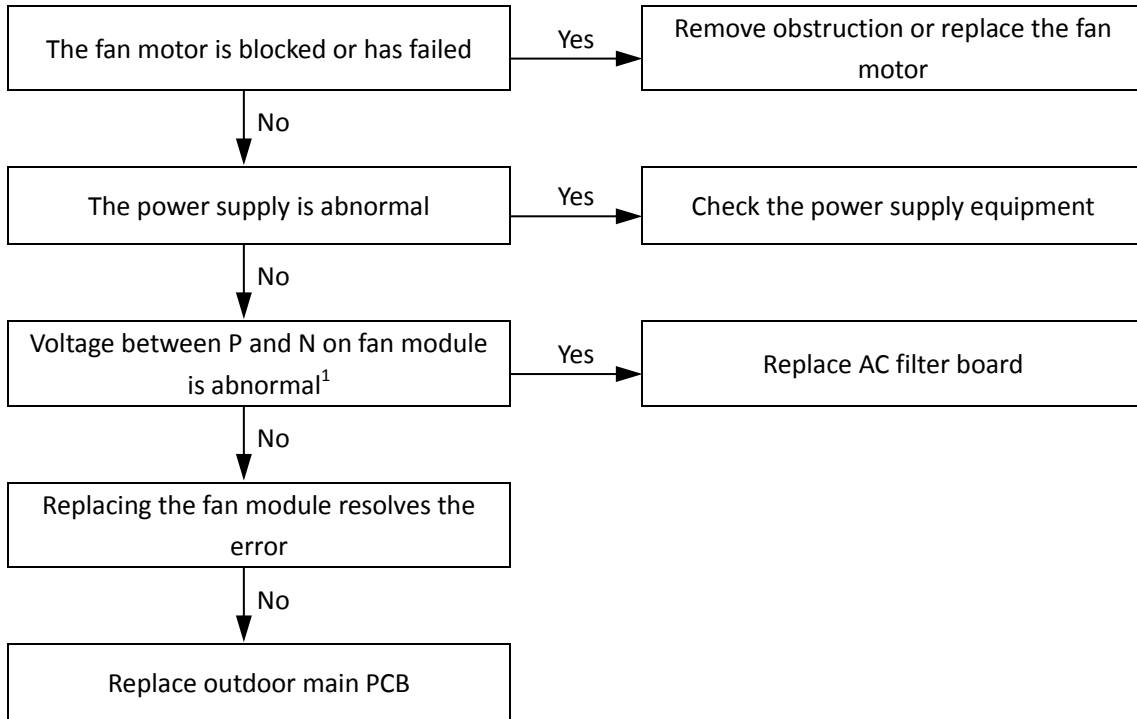 The fan motor is blocked or has failed
Yes
Remove obstruction or replace the fan
motor
No
The power supply is abnormal
Yes
Check the power supply equipment
No
Voltage between P and N on fan module
is abnormal¹
Yes
Replace AC filter board
No
Replacing the fan module resolves the
error
No
Replace outdoor main PCB